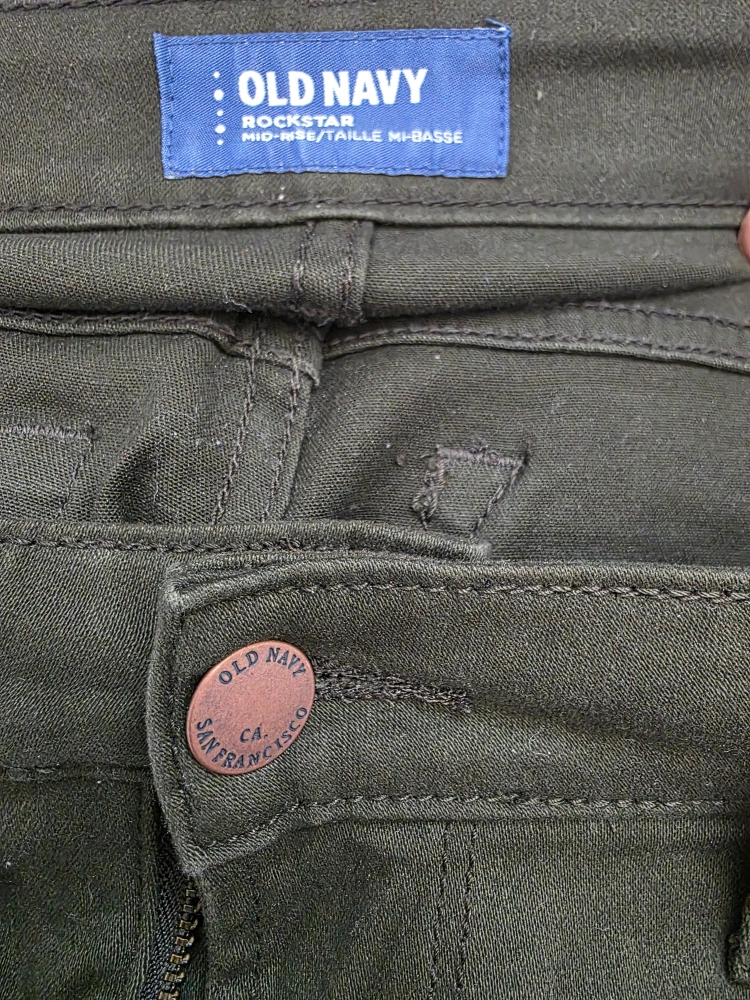 OLD NAVY
ROCKSTAR
MID-RISE/TAILLE MI-BASSE
OLD NAVY
CA.
SAN FRANCISCO